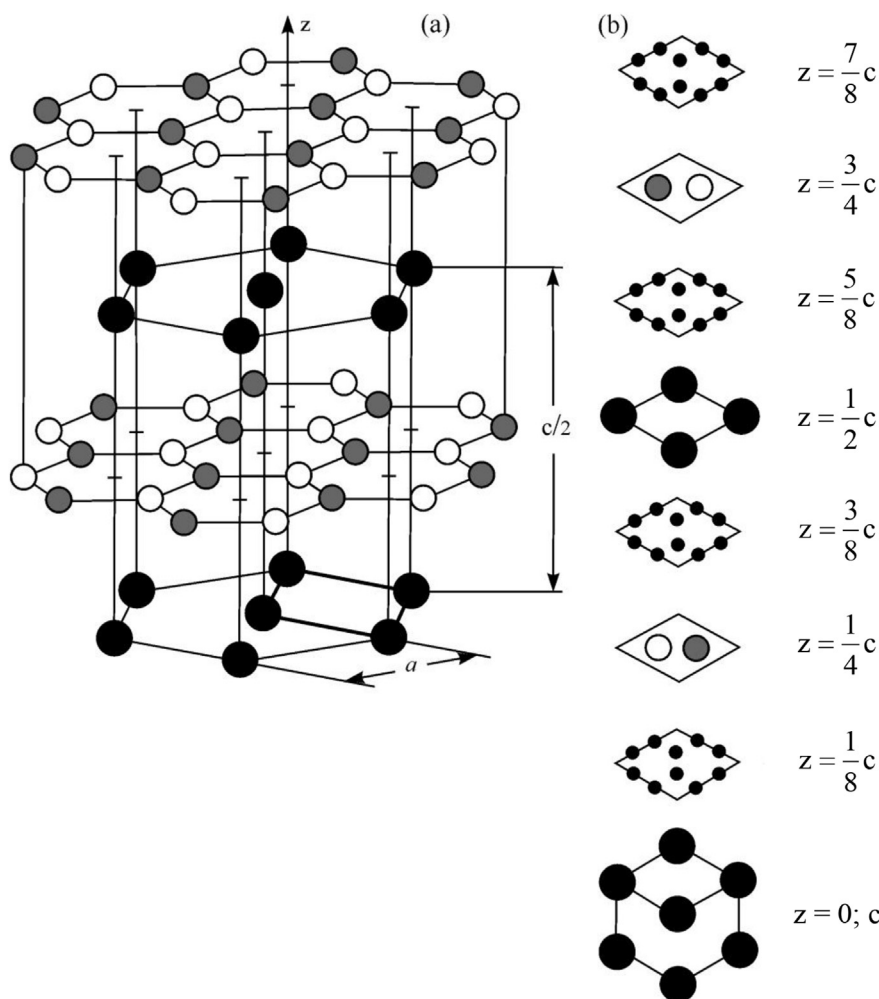 z
(a)
c/2
a
(b)
z = 7/8 c
z = 3/4 c
z = 5/8 c
z = 1/2 c
z = 3/8 c
z = 1/4 c
z = 1/8 c
z = 0; c